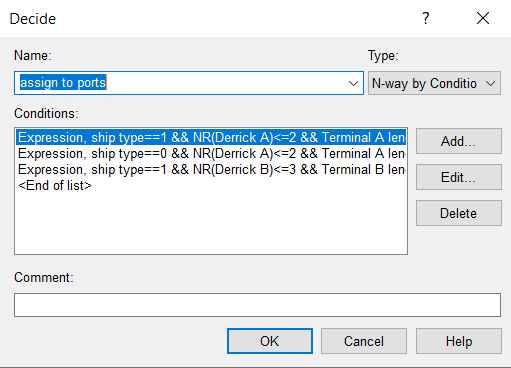 Decide
?
Name:
Type:
assign to ports
N-way by Conditio
Conditions:
Expression, ship type==1 && NR(Derrick A)<=2 && Terminal A len
Expression, ship type==0 && NR(Derrick A)<=2 && Terminal A len
Expression, ship type==1 && NR(Derrick B)<=3 && Terminal B len
<End of list>
Add...
Edit...
Delete
Comment:
OK
Cancel
Help